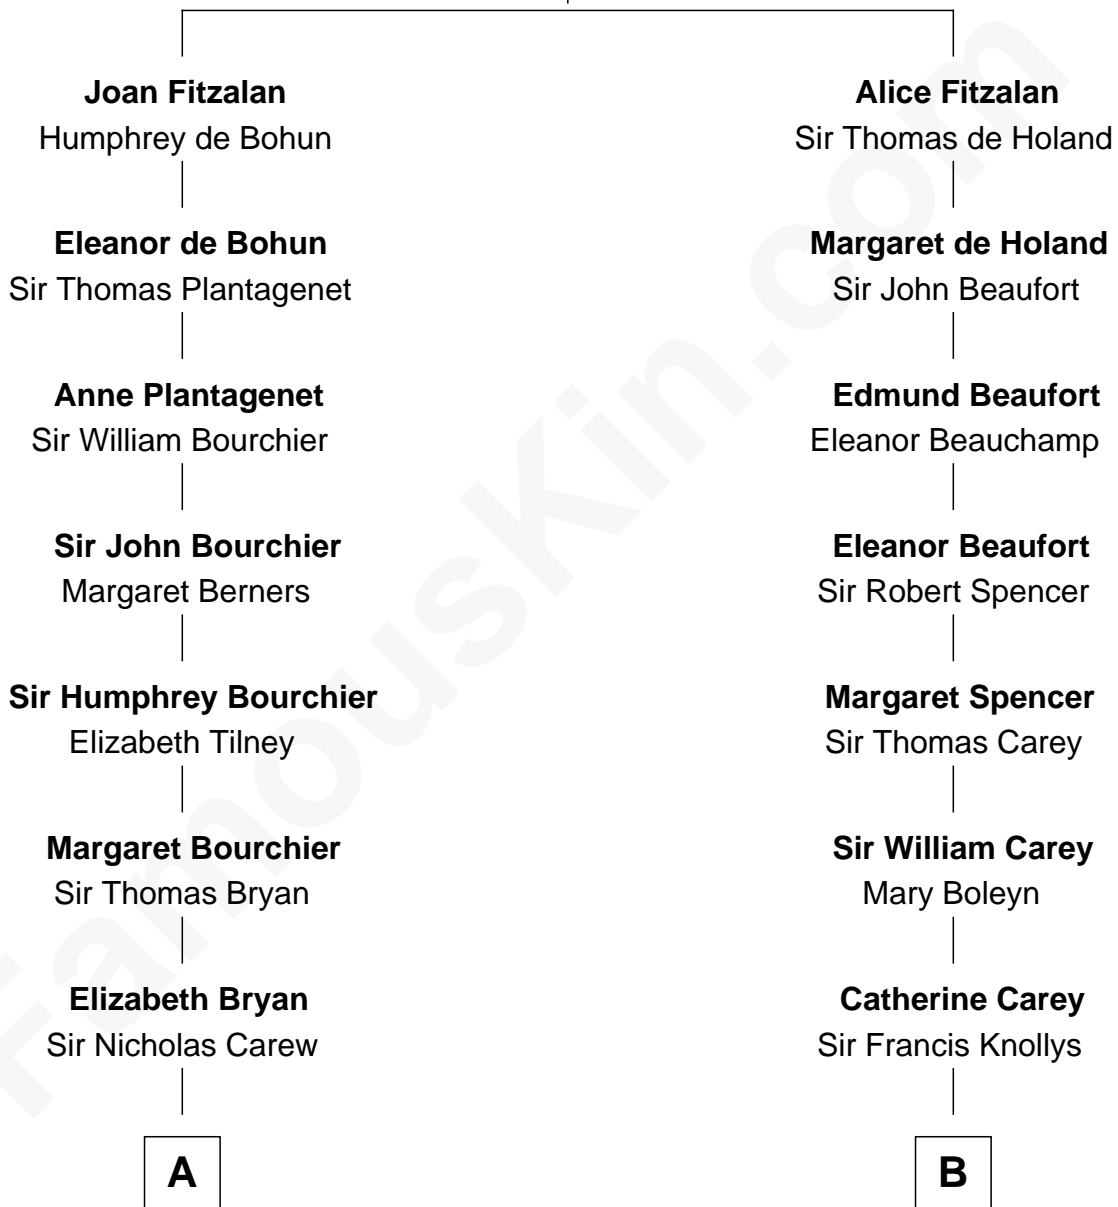 Joan Fitzalan
Humphrey de Bohun
Eleanor de Bohun
Sir Thomas Plantagenet
Anne Plantagenet
Sir William Bourchier
Sir John Bourchier
Margaret Berners
Sir Humphrey Bourchier
Elizabeth Tilney
Margaret Bourchier
Sir Thomas Bryan
Elizabeth Bryan
Sir Nicholas Carew
A
Alice Fitzalan
Sir Thomas de Holand
Margaret de Holand
Sir John Beaufort
Edmund Beaufort
Eleanor Beauchamp
Eleanor Beaufort
Sir Robert Spencer
Margaret Spencer
Sir Thomas Carey
Sir William Carey
Mary Boleyn
Catherine Carey
Sir Francis Knollys
B
FamousKin.com